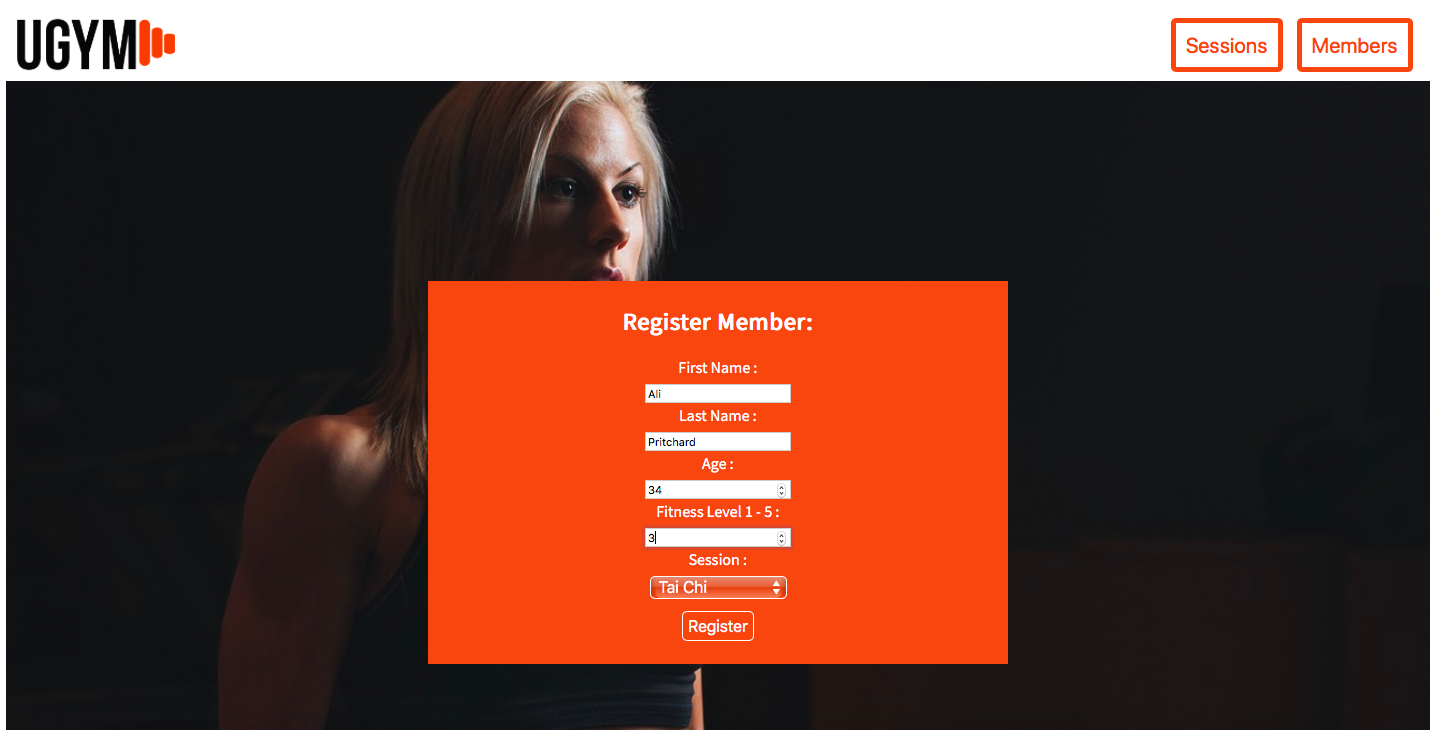 UGYM
Sessions
Members
Register Member:
First Name :
Ali
Last Name :
Pritchard
Age :
34
Fitness Level 1 - 5 :
3
Session :
Tai Chi
Register